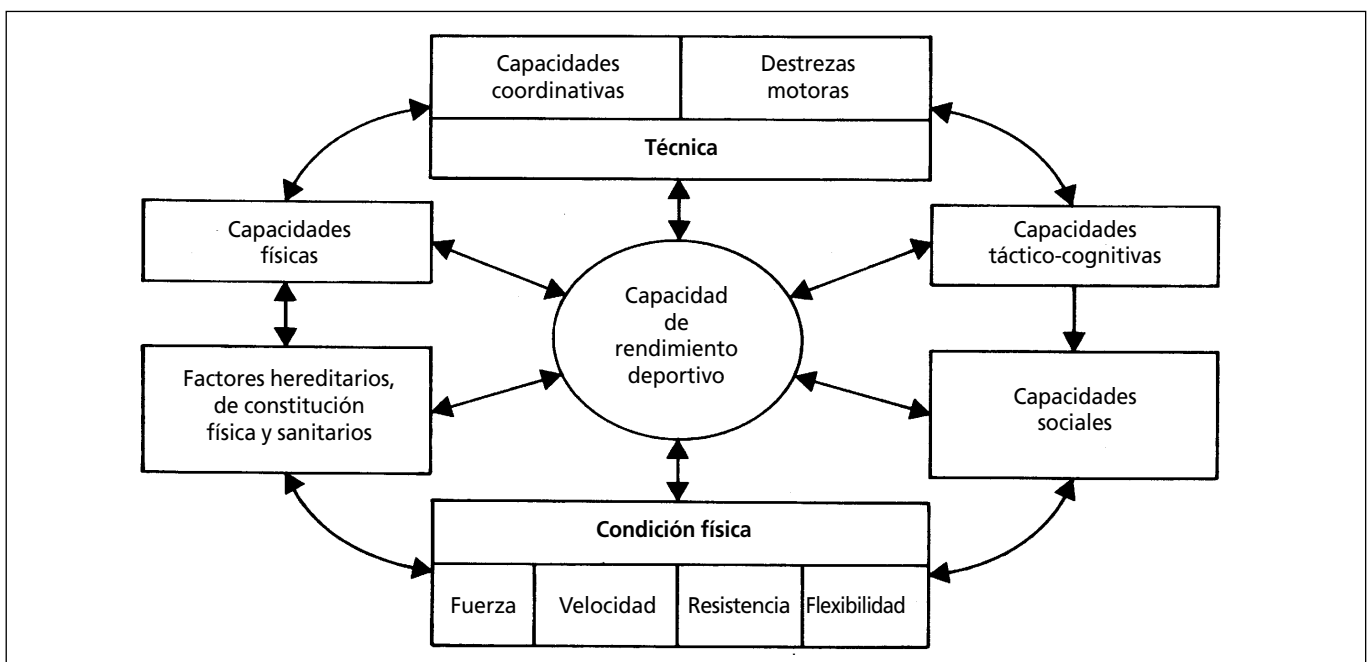 Capacidades
coordinativas
Destrezas
motoras
Técnica
Capacidades
físicas
Capacidades
táctico-cognitivas
Capacidad
de
rendimiento
deportivo
Factores hereditarios,
de constitución
física y sanitarios
Capacidades
sociales
Condición física
Fuerza
Velocidad
Resistencia
Flexibilidad